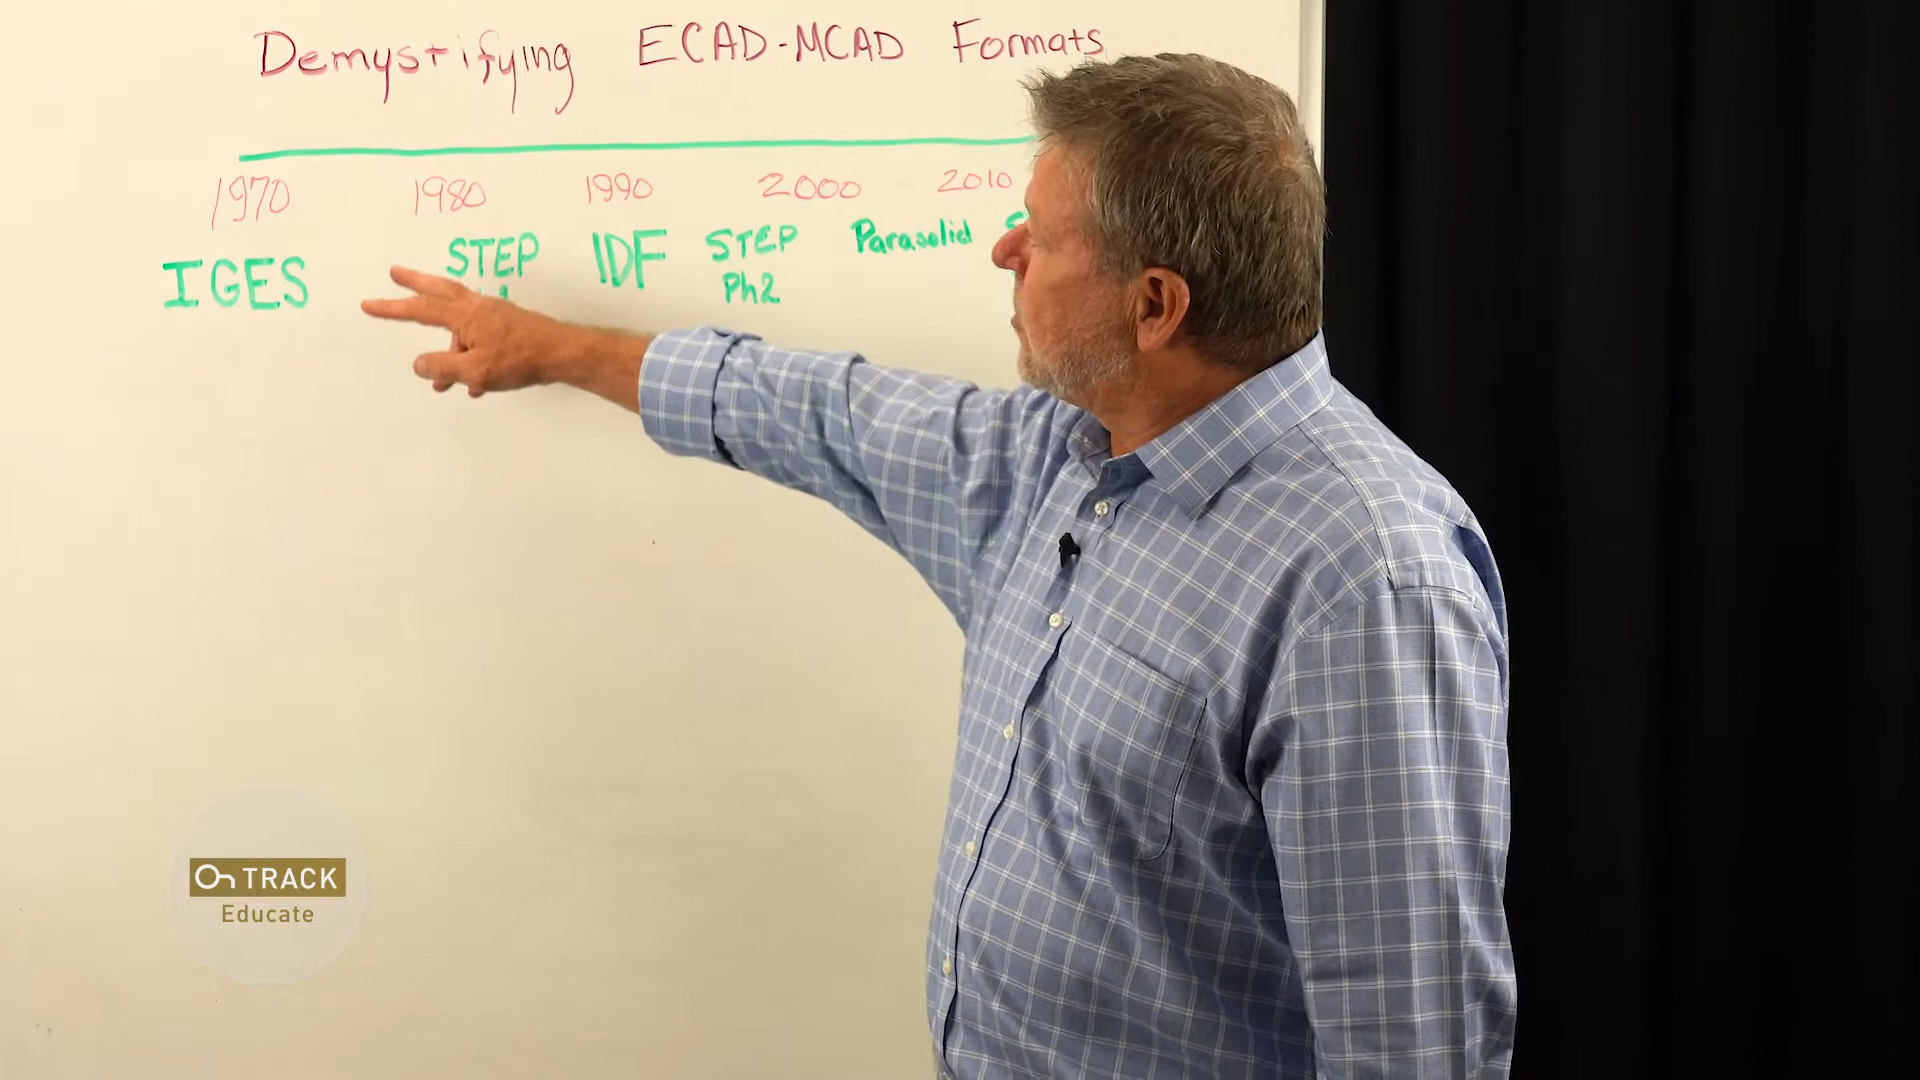 Demystifying ECAD-MCAD Formats
1970 1980 1990 2000 2010
IGES STEP IDF STEP Parasolid
Ph2
On TRACK
Educate